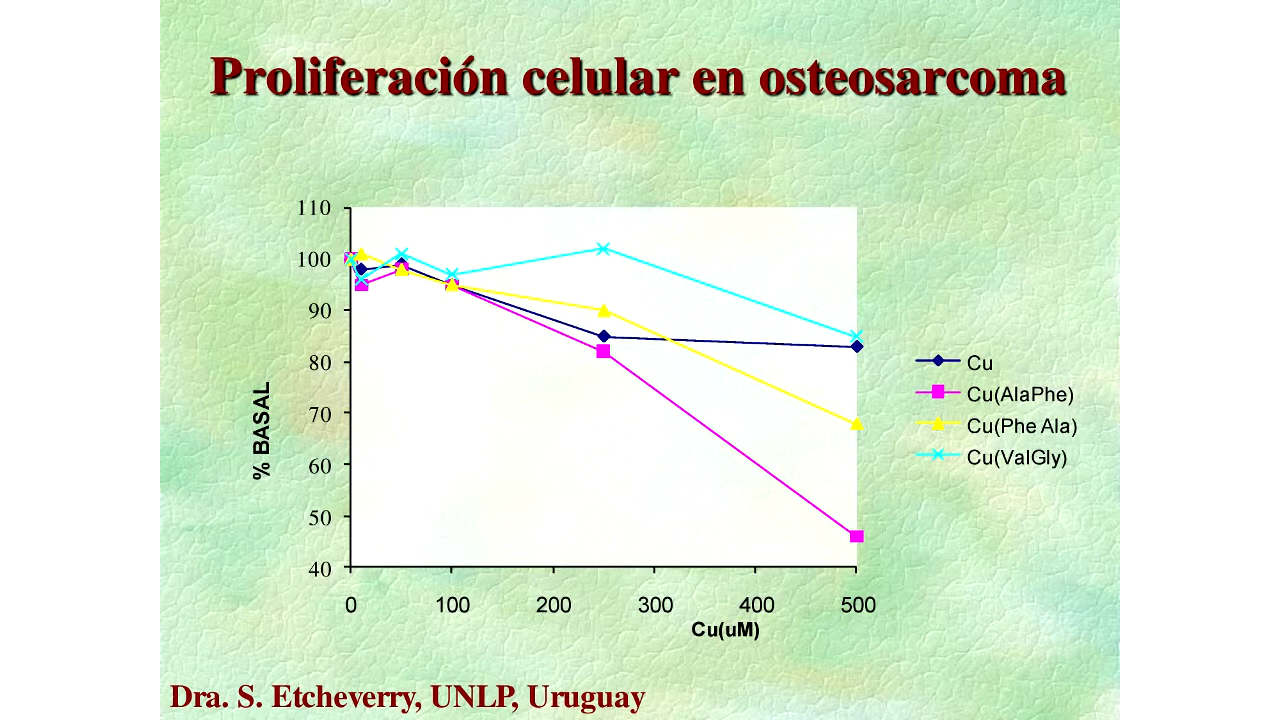 Proliferación celular en osteosarcoma
110
100
90
80
70
60
50
40
% BASAL
0 100 200 300 400 500
Cu(uM)
Cu
Cu(AlaPhe)
Cu(Phe Ala)
Cu(ValGly)
Dra. S. Etcheverry, UNLP, Uruguay